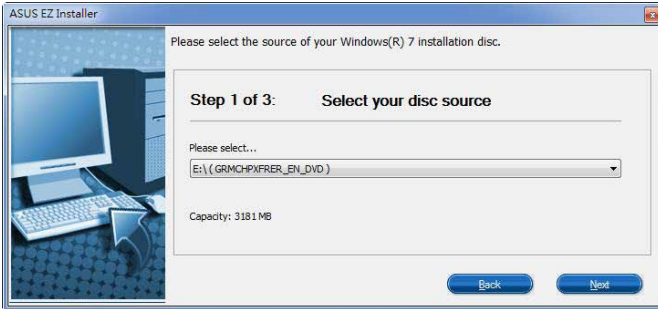 ASUS EZ Installer
Please select the source of your Windows(R) 7 installation disc.
Step 1 of 3: Select your disc source
Please select...
E:\ ( GRMCHPXFRER_EN_DVD )
Capacity: 3181 MB
Back Next